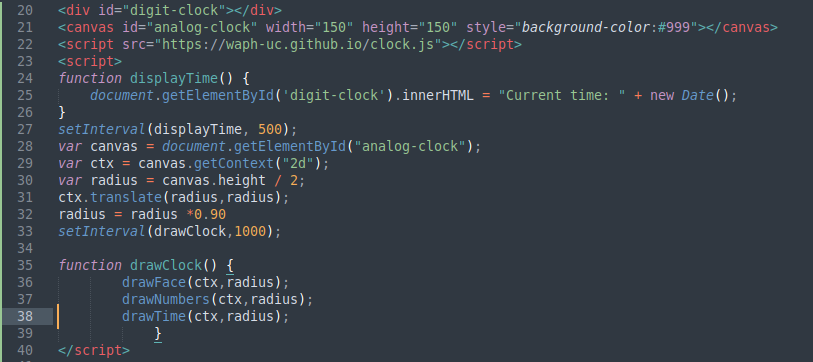 20 <div id="digit-clock"></div>
21 <canvas id="analog-clock" width="150" height="150" style="background-color:#999"></canvas>
22 <script src="https://waph-uc.github.io/clock.js"></script>
23 <script>
24 function displayTime() {
25     document.getElementById('digit-clock').innerHTML = "Current time: " + new Date();
26 }
27 setInterval(displayTime, 500);
28 var canvas = document.getElementById("analog-clock");
29 var ctx = canvas.getContext("2d");
30 var radius = canvas.height / 2;
31 ctx.translate(radius,radius);
32 radius = radius *0.90
33 setInterval(drawClock,1000);
34
35 function drawClock() {
36         drawFace(ctx,radius);
37         drawNumbers(ctx,radius);
38         drawTime(ctx,radius);
39             }
40 </script>